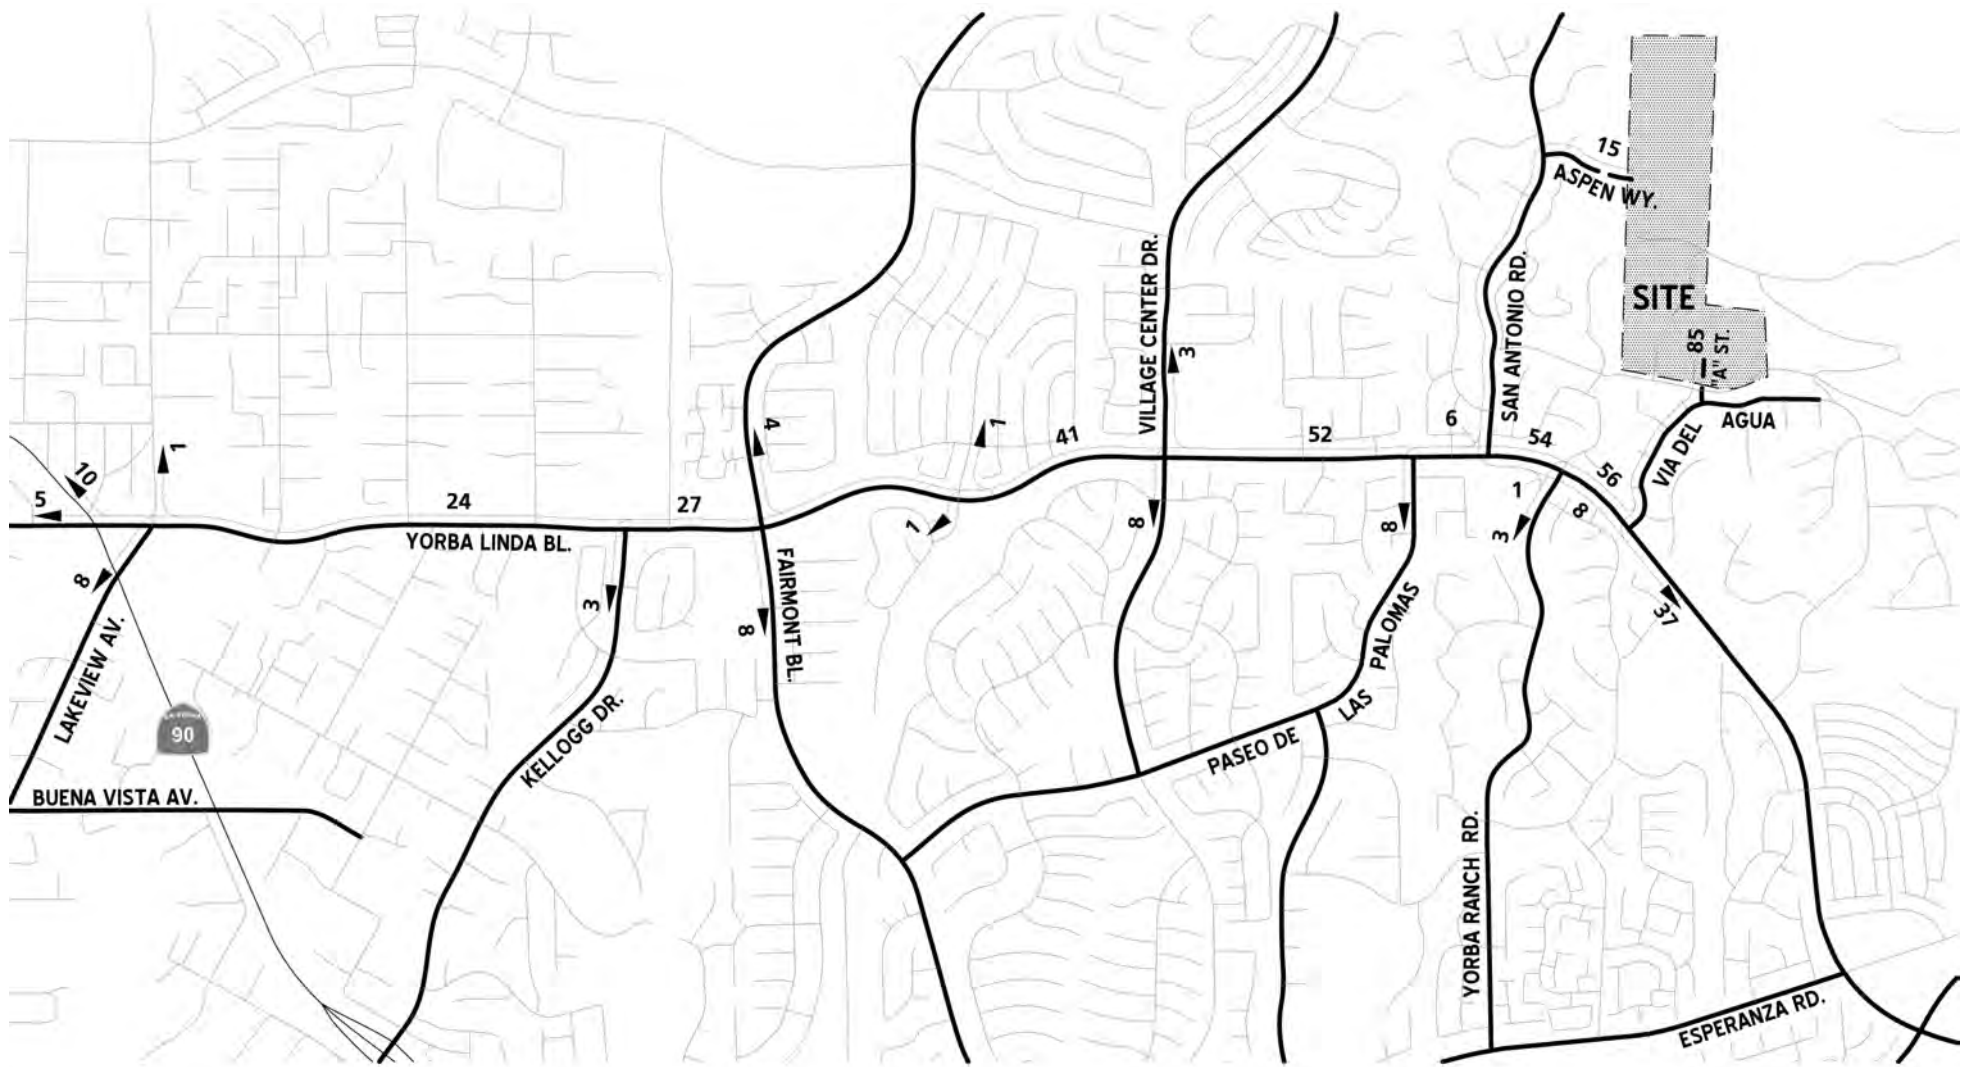 15
ASPEN WY.
SITE
85
"A" ST.
VILLAGE CENTER DR.
SAN ANTONIO RD.
3
AGUA
VIA DEL
4
1
41
52
6
54
56
1
10
5
24
27
1
8
8
1
8
3
37
YORBA LINDA BL.
FAIRMONT BL.
8
3
8
LAKEVIEW AV.
PALOMAS
LAS
PASEO DE
KELLOGG DR.
90
BUENA VISTA AV.
YORBA RANCH RD.
ESPERANZA RD.